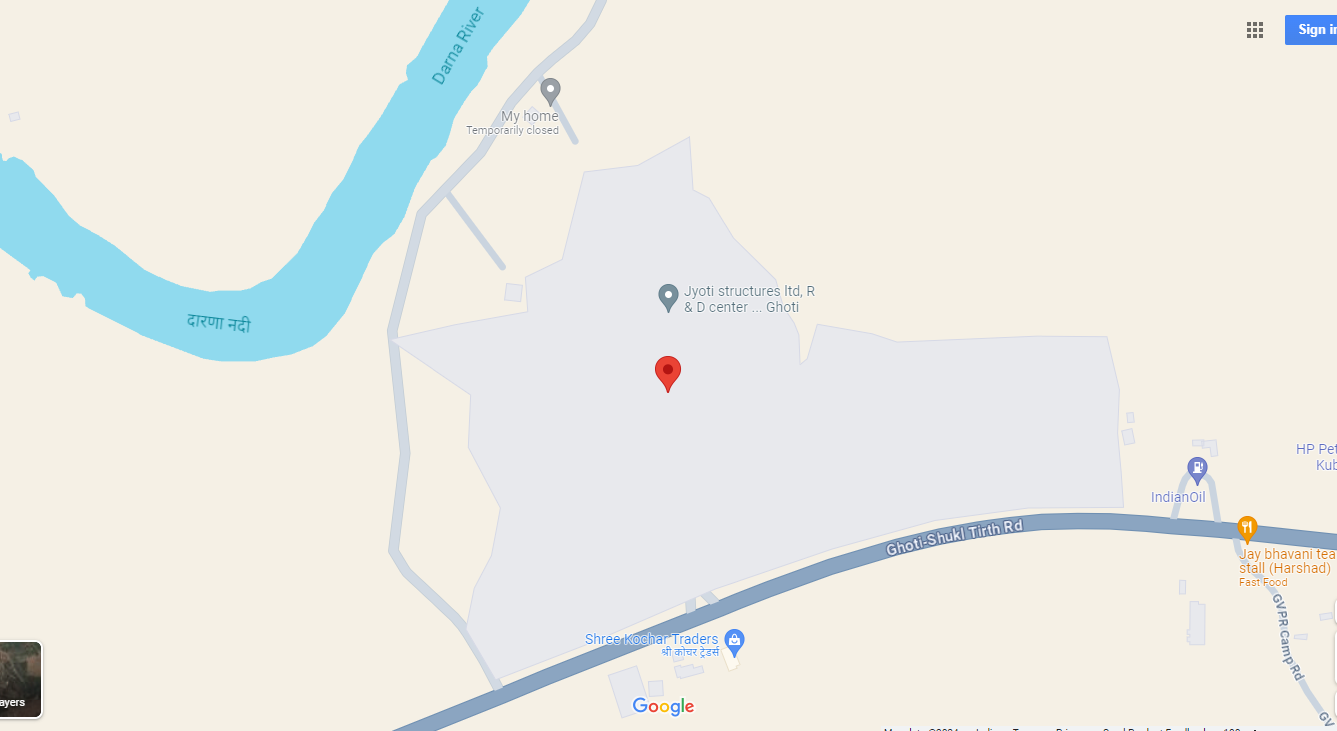 Darna River
Sign in
My home
Temporarily closed
Jyoti structures ltd, R
& D center ... Ghoti
दारणा नदी
HP Pet
Kub
IndianOil
Ghoti-Shukl Tirth Rd
Jay bhavani tea
stall (Harshad)
Fast Food
GVPR Camp Rd
Shree Kochar Traders
श्री कोचर ट्रेडर्स
ayers
Google
GV